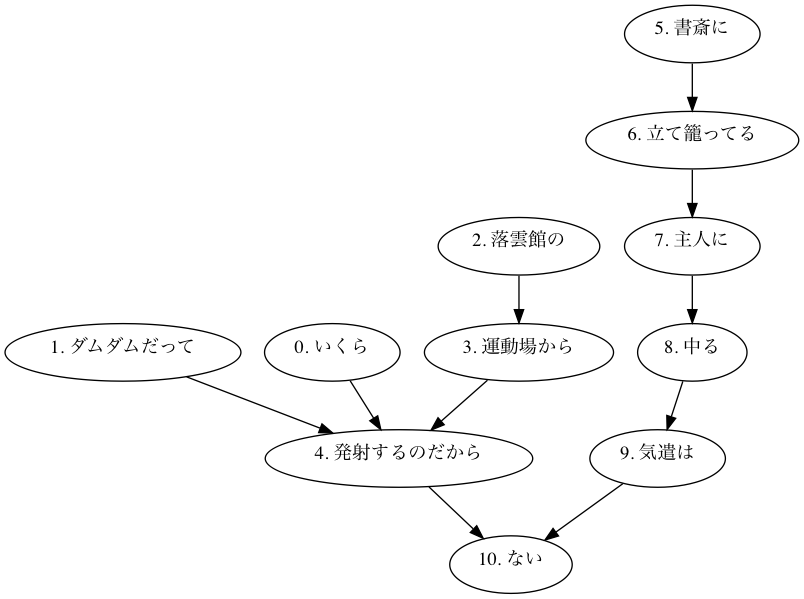 5. 書斎に
6. 立て籠ってる
2. 落雲館の
7. 主人に
1. ダムダムだって
0. いくら
3. 運動場から
8. 中る
4. 発射するのだから
9. 気遣は
10. ない